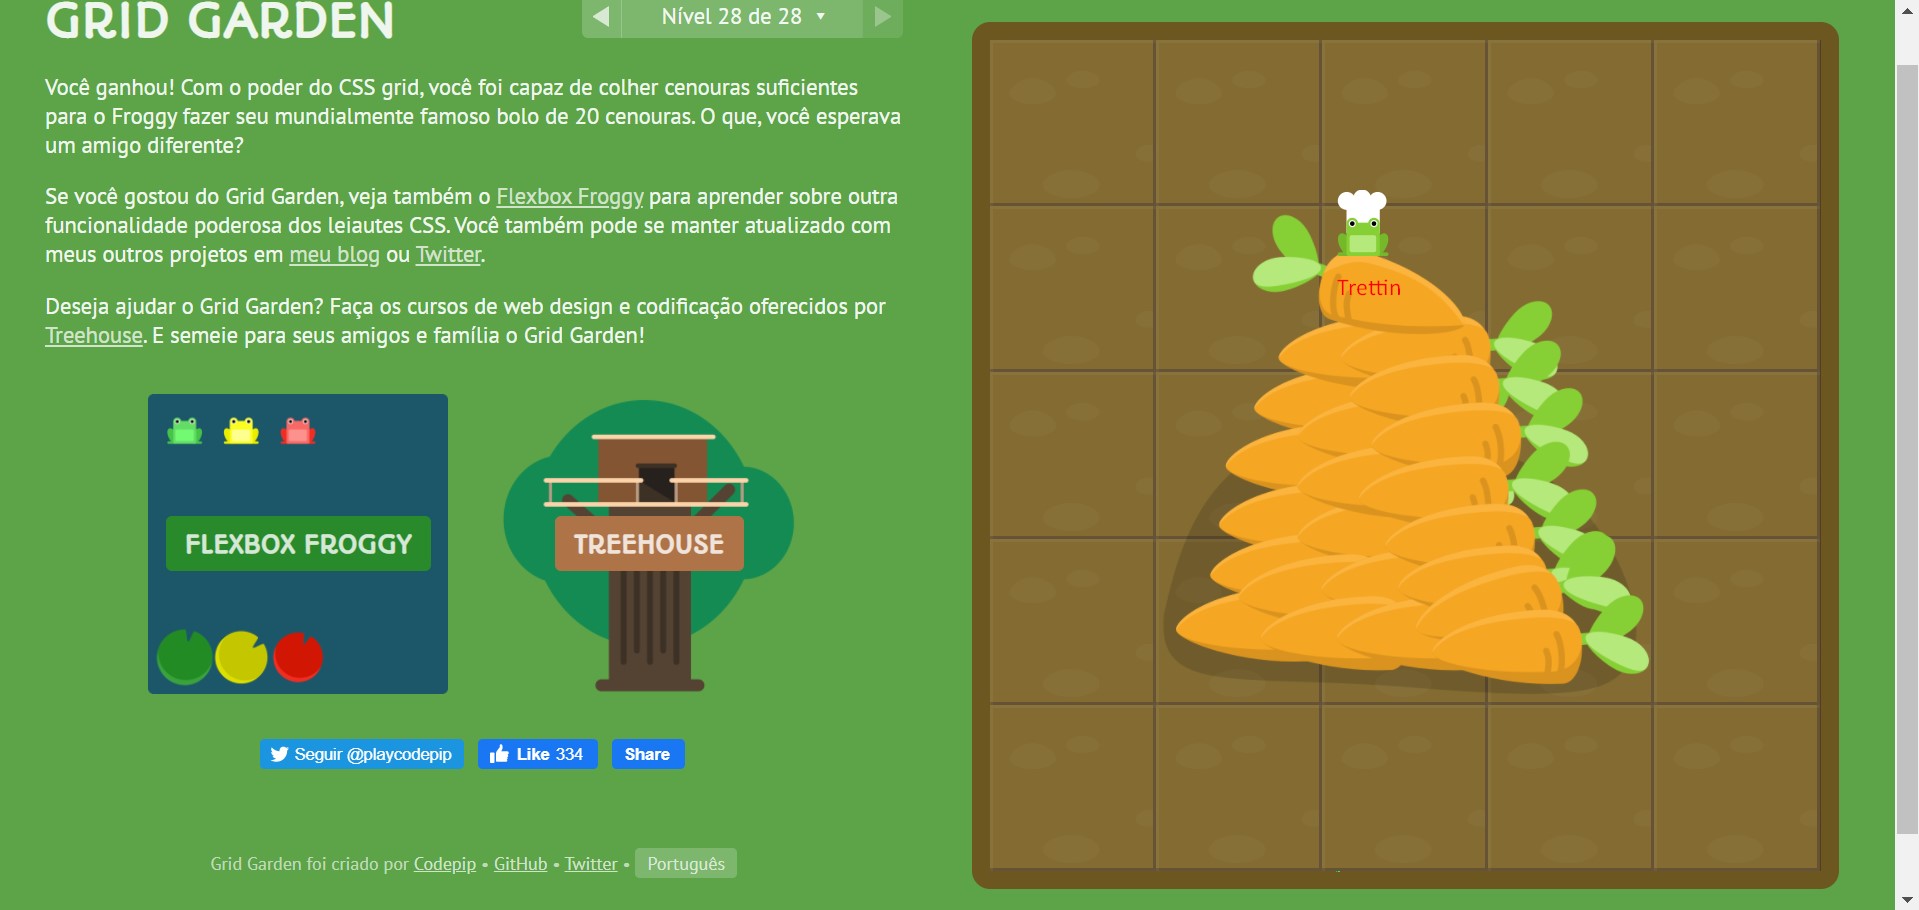 GRID GARDEN
Nível 28 de 28
Você ganhou! Com o poder do CSS grid, você foi capaz de colher cenouras suficientes
para o Froggy fazer seu mundialmente famoso bolo de 20 cenouras. O que, você esperava
um amigo diferente?
Se você gostou do Grid Garden, veja também o Flexbox Froggy para aprender sobre outra
funcionalidade poderosa dos leiautes CSS. Você também pode se manter atualizado com
meus outros projetos em meu blog ou Twitter.
Deseja ajudar o Grid Garden? Faça os cursos de web design e codificação oferecidos por
Treehouse. E semeie para seus amigos e família o Grid Garden!
FLEXBOX FROGGY
TREEHOUSE
Seguir @playcodepip
Like 334
Share
Grid Garden foi criado por Codepip • GitHub • Twitter • Português
Trettin